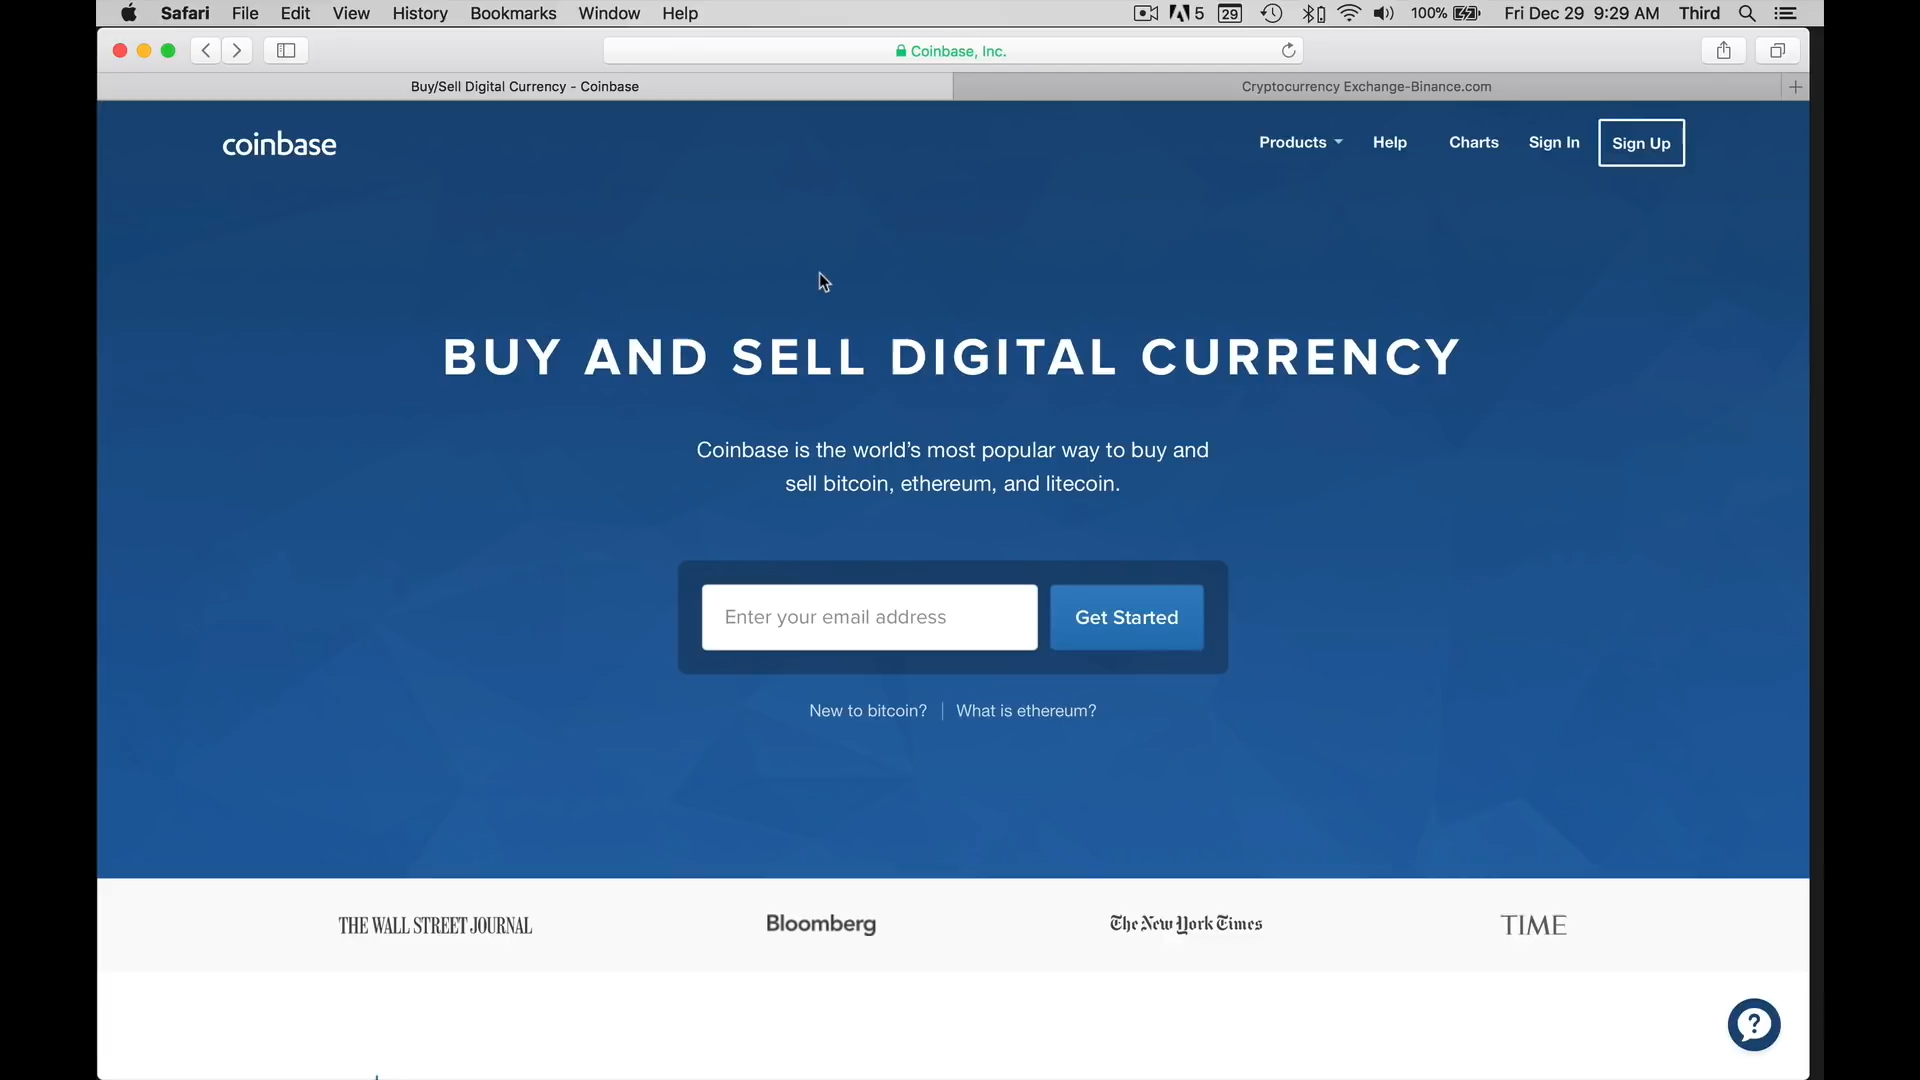 Safari File Edit View History Bookmarks Window Help 5 29 100% Fri Dec 29 9:29 AM Third
Coinbase, Inc.
Buy/Sell Digital Currency - Coinbase
Cryptocurrency Exchange-Binance.com
coinbase
Products Help Charts Sign In Sign Up
BUY AND SELL DIGITAL CURRENCY
Coinbase is the world’s most popular way to buy and
sell bitcoin, ethereum, and litecoin.
Enter your email address
Get Started
New to bitcoin? | What is ethereum?
THE WALL STREET JOURNAL
Bloomberg
The New York Times
TIME
?